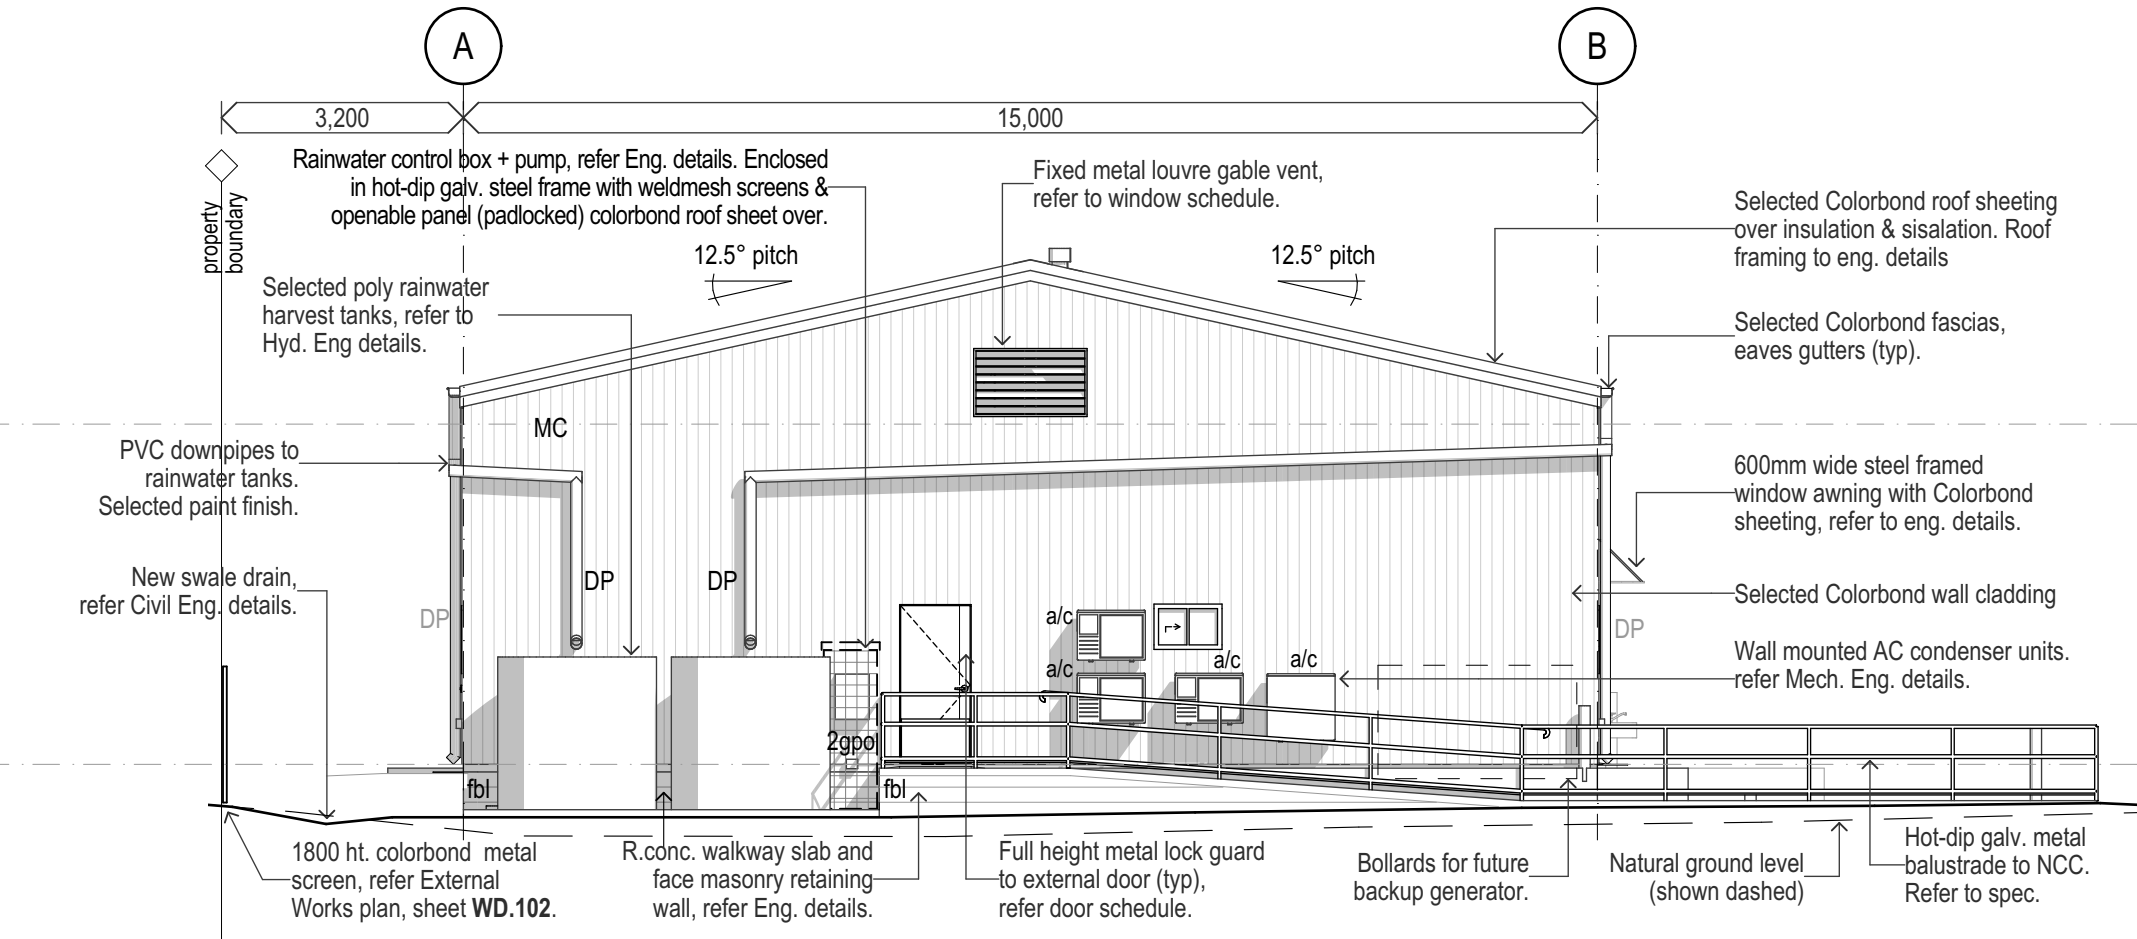 A
B
3,200
15,000
property
boundary
Rainwater control box + pump, refer Eng. details. Enclosed
in hot-dip galv. steel frame with weldmesh screens &
openable panel (padlocked) colorbond roof sheet over.
Fixed metal louvre gable vent,
refer to window schedule.
Selected Colorbond roof sheeting
over insulation & sisalation. Roof
framing to eng. details
12.5° pitch
12.5° pitch
Selected poly rainwater
harvest tanks, refer to
Hyd. Eng details.
Selected Colorbond fascias,
eaves gutters (typ).
MC
PVC downpipes to
rainwater tanks.
Selected paint finish.
600mm wide steel framed
window awning with Colorbond
sheeting, refer to eng. details.
New swale drain,
refer Civil Eng. details.
DP
DP
DP
DP
Selected Colorbond wall cladding
a/c
a/c
a/c
a/c
Wall mounted AC condenser units.
refer Mech. Eng. details.
2gpo
fbl
fbl
1800 ht. colorbond metal
screen, refer External
Works plan, sheet WD.102.
R.conc. walkway slab and
face masonry retaining
wall, refer Eng. details.
Full height metal lock guard
to external door (typ),
refer door schedule.
Bollards for future
backup generator.
Natural ground level
(shown dashed)
Hot-dip galv. metal
balustrade to NCC.
Refer to spec.